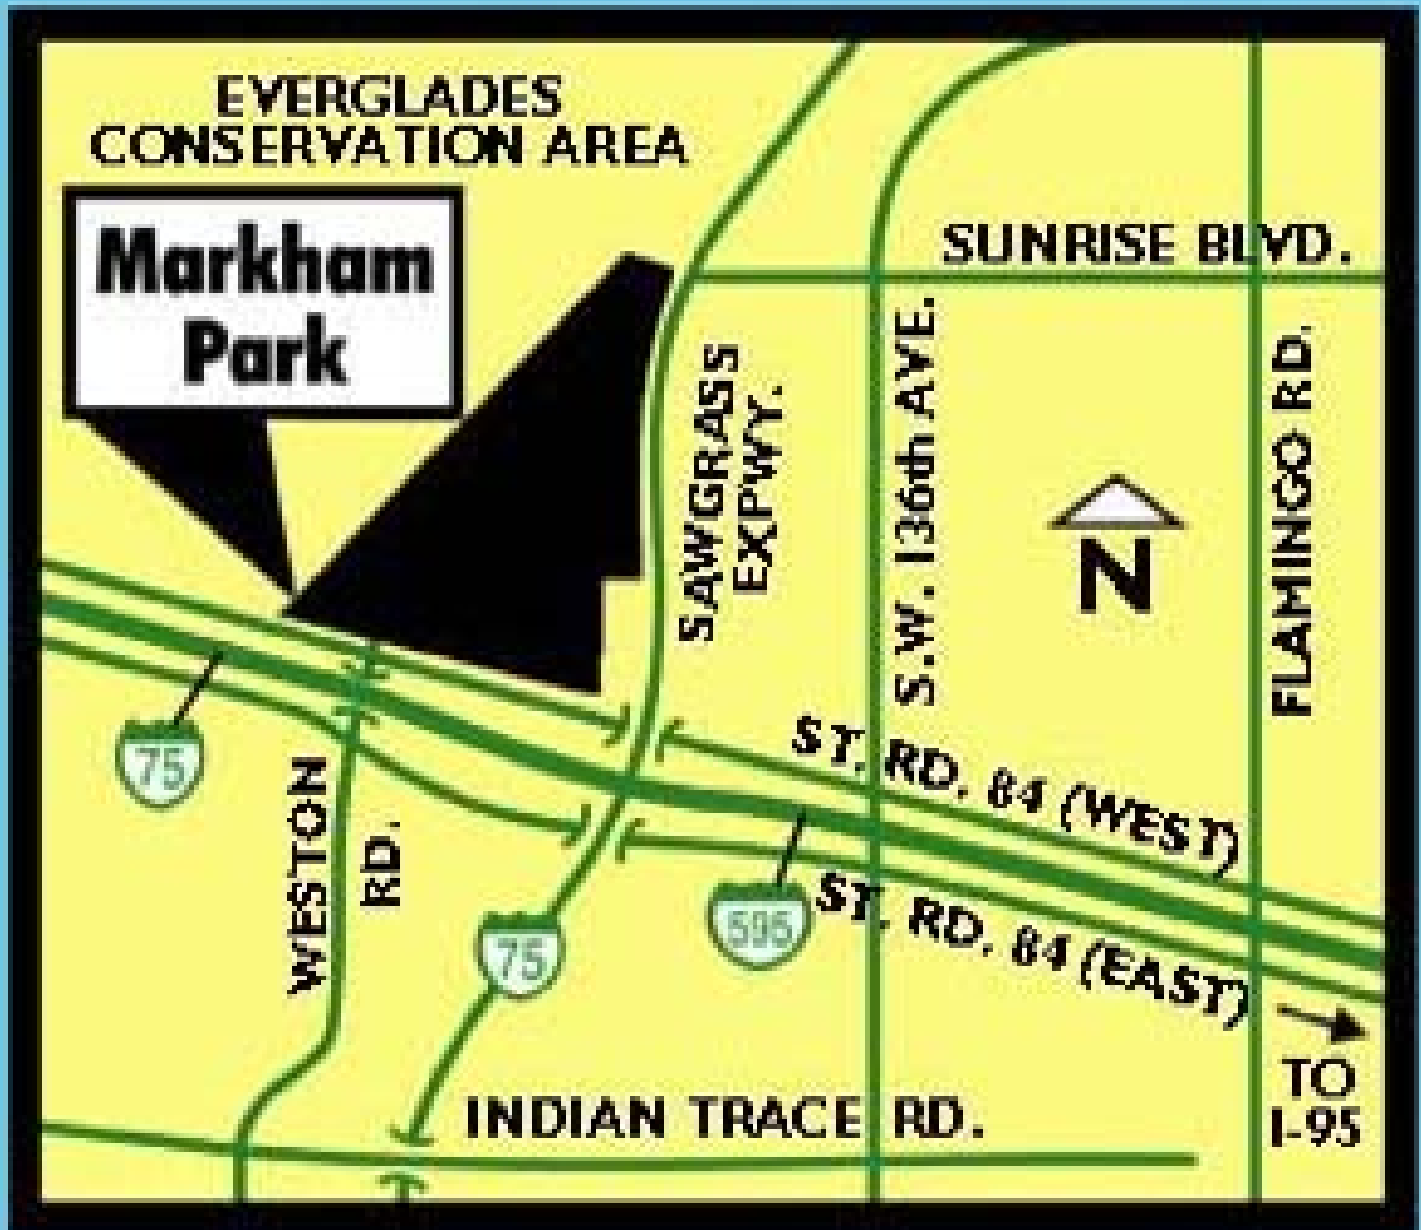 EVERGLADES
CONSERVATION AREA
Markham
Park
SUNRISE BLVD.
SAWGRASS
EXPWY.
S.W. 136th AVE.
FLAMINGO RD.
N
75
WESTON
RD.
ST. RD. 84 (WEST)
75
595
ST. RD. 84 (EAST)
TO
I-95
INDIAN TRACE RD.